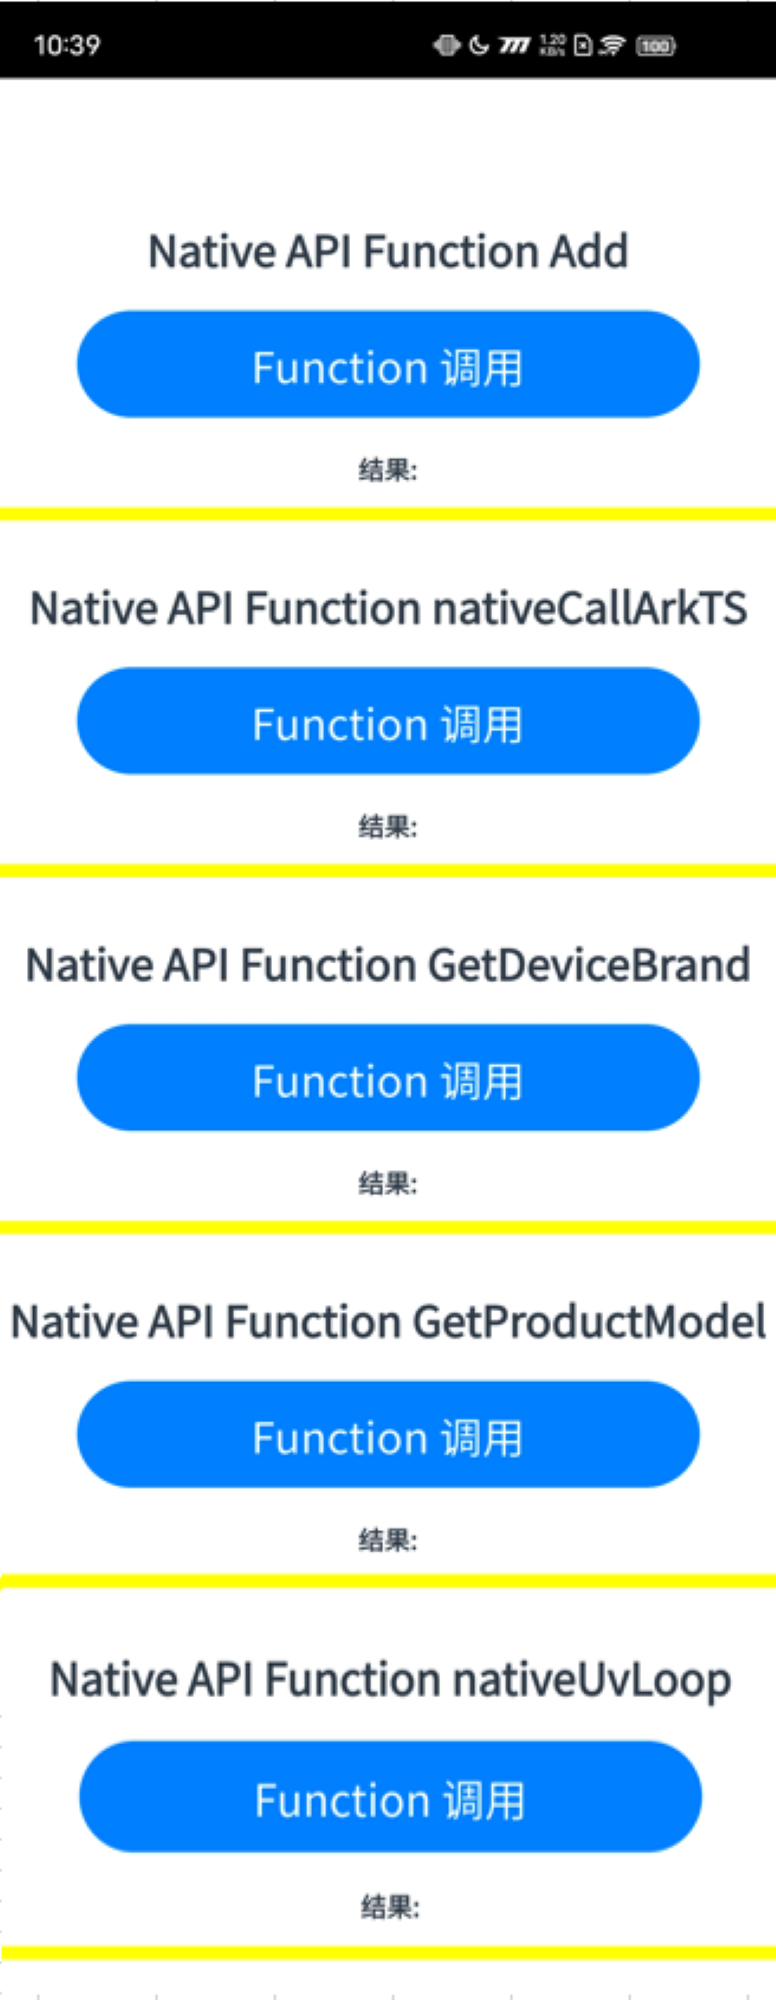 10:39
1.20
KB/s
100
Native API Function Add
Function 调用
结果:
Native API Function nativeCallArkTS
Function 调用
结果:
Native API Function GetDeviceBrand
Function 调用
结果:
Native API Function GetProductModel
Function 调用
结果:
Native API Function nativeUvLoop
Function 调用
结果: